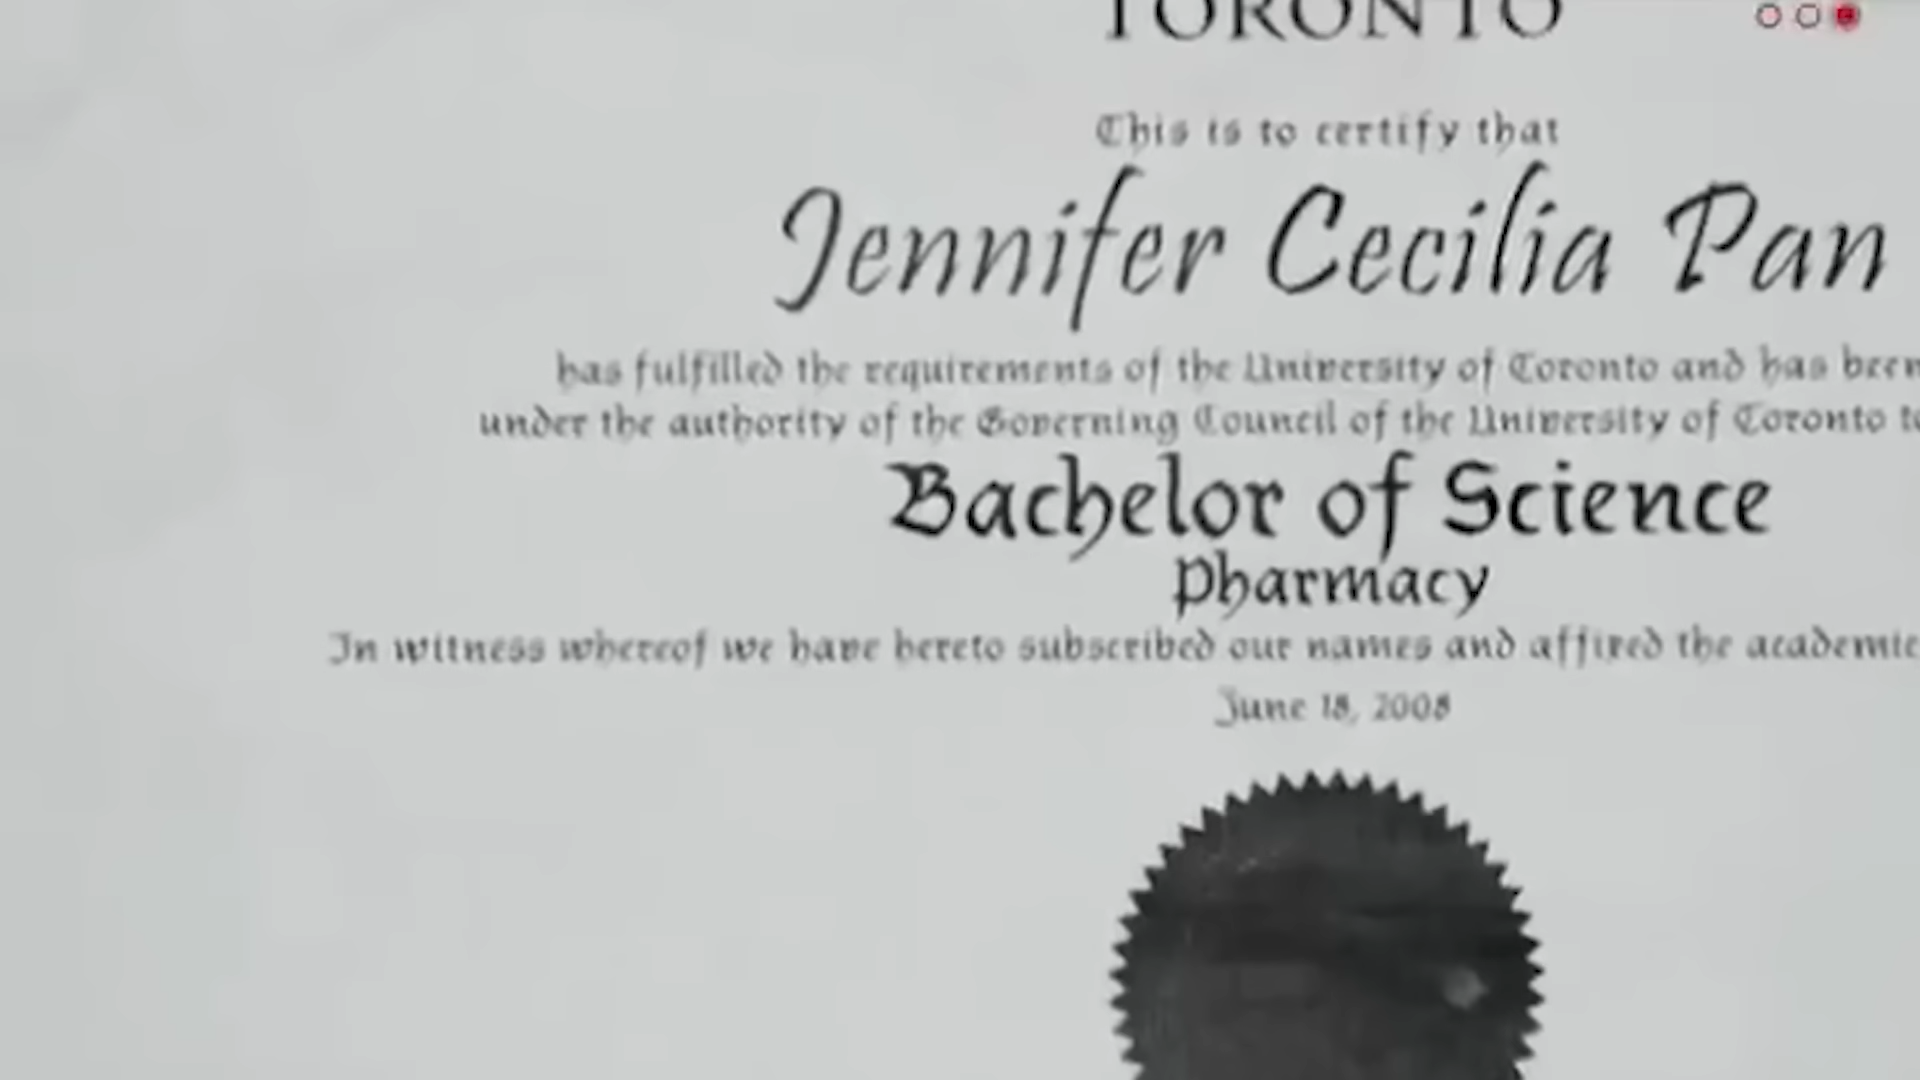 TORONTO
This is to certify that
Jennifer Cecilia Pan
has fulfilled the requirements of the University of Toronto and has been
under the authority of the Governing Council of the University of Toronto to
Bachelor of Science
Pharmacy
In witness whereof we have hereto subscribed our names and affixed the academic
June 18, 2008